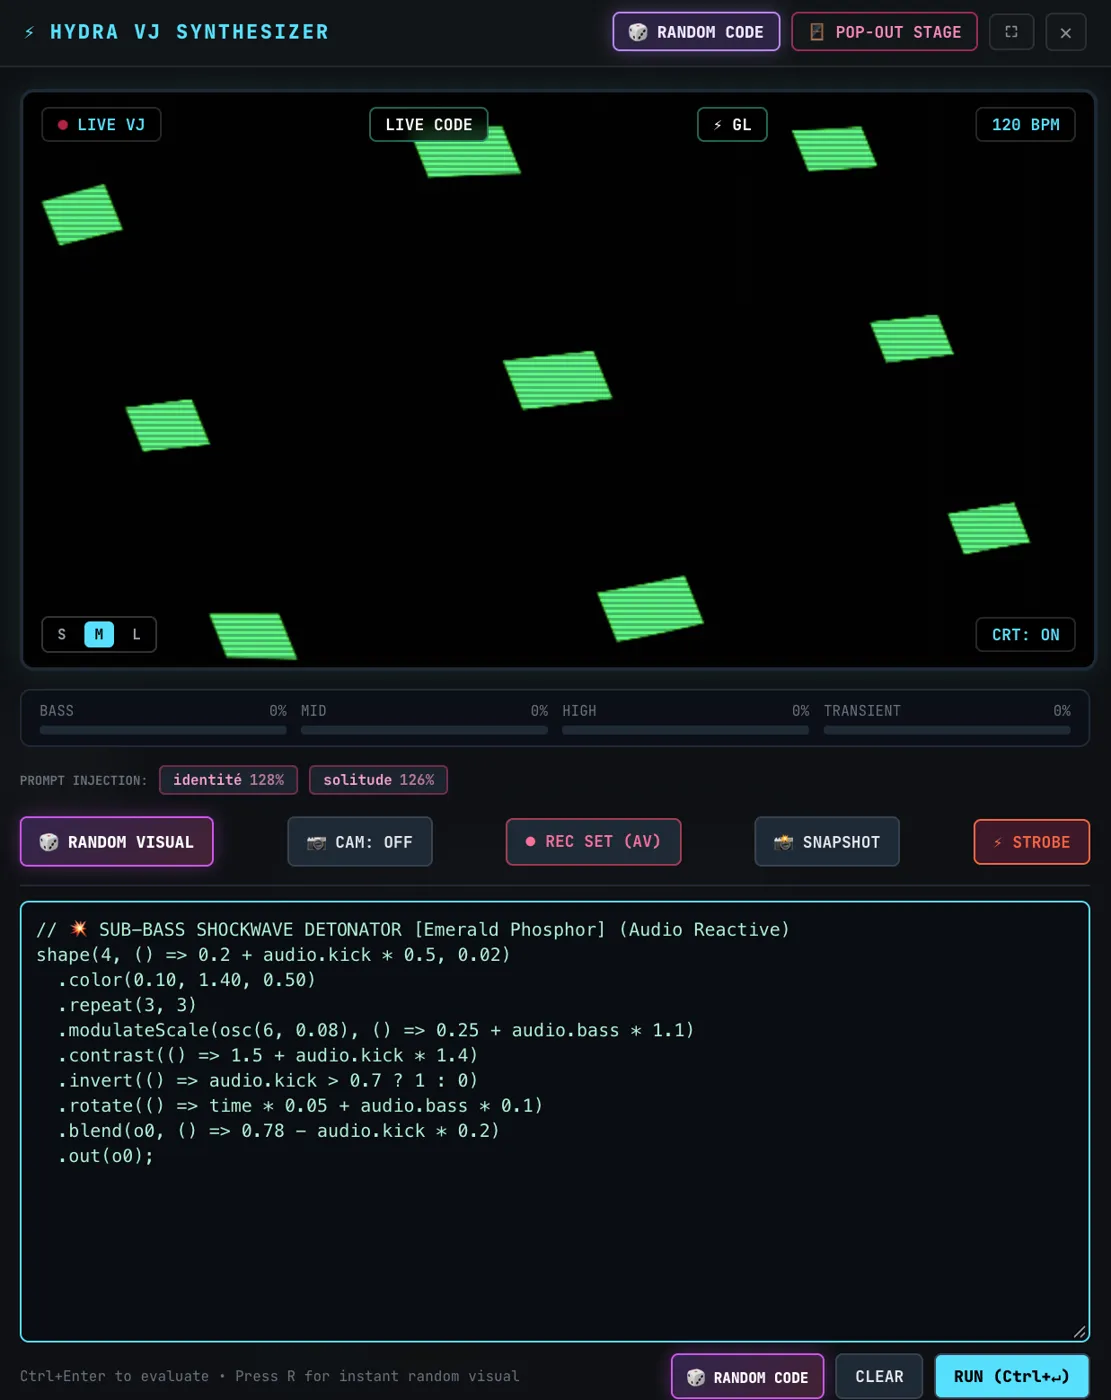 ⚡ HYDRA VJ SYNTHESIZER
🎲 RANDOM CODE
🚪 POP-OUT STAGE
LIVE VJ
LIVE CODE
⚡ GL
120 BPM
S M L
CRT: ON
BASS 0% MID 0% HIGH 0% TRANSIENT 0%
PROMPT INJECTION: identité 128% solitude 126%
🎲 RANDOM VISUAL
📷 CAM: OFF
● REC SET (AV)
📸 SNAPSHOT
⚡ STROBE
// 💥 SUB-BASS SHOCKWAVE DETONATOR [Emerald Phosphor] (Audio Reactive)
shape(4, () => 0.2 + audio.kick * 0.5, 0.02)
  .color(0.10, 1.40, 0.50)
  .repeat(3, 3)
  .modulateScale(osc(6, 0.08), () => 0.25 + audio.bass * 1.1)
  .contrast(() => 1.5 + audio.kick * 1.4)
  .invert(() => audio.kick > 0.7 ? 1 : 0)
  .rotate(() => time * 0.05 + audio.bass * 0.1)
  .blend(o0, () => 0.78 - audio.kick * 0.2)
  .out(o0);
Ctrl+Enter to evaluate • Press R for instant random visual
🎲 RANDOM CODE
CLEAR
RUN (Ctrl+↵)